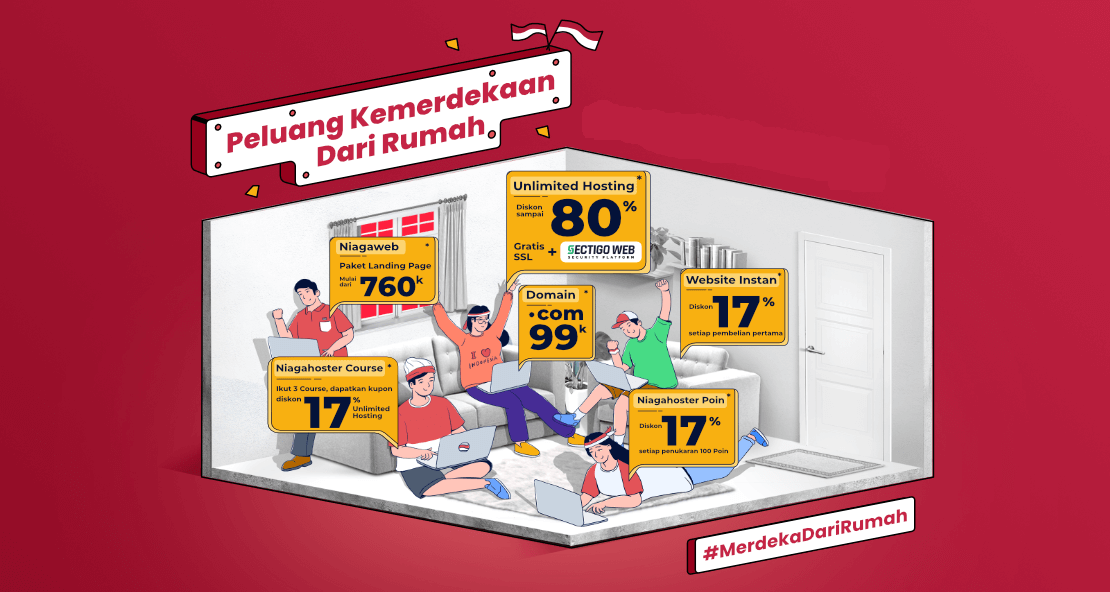 Peluang Kemerdekaan
Dari Rumah
Unlimited Hosting*
Diskon
sampai
80%
Gratis
SSL
+
SECTIGO WEB
SECURITY PLATFORM
Niagaweb *
Paket Landing Page
Mulai
dari
760k
Domain *
.com
99k
Website Instan*
Diskon
17%
setiap pembelian pertama
Niagahoster Course *
Ikut 3 Course, dapatkan kupon
diskon 17%
Unlimited
Hosting
I ♥
INDONESIA
Niagahoster Poin*
Diskon
17%
setiap penukaran 100 Poin
#MerdekaDariRumah